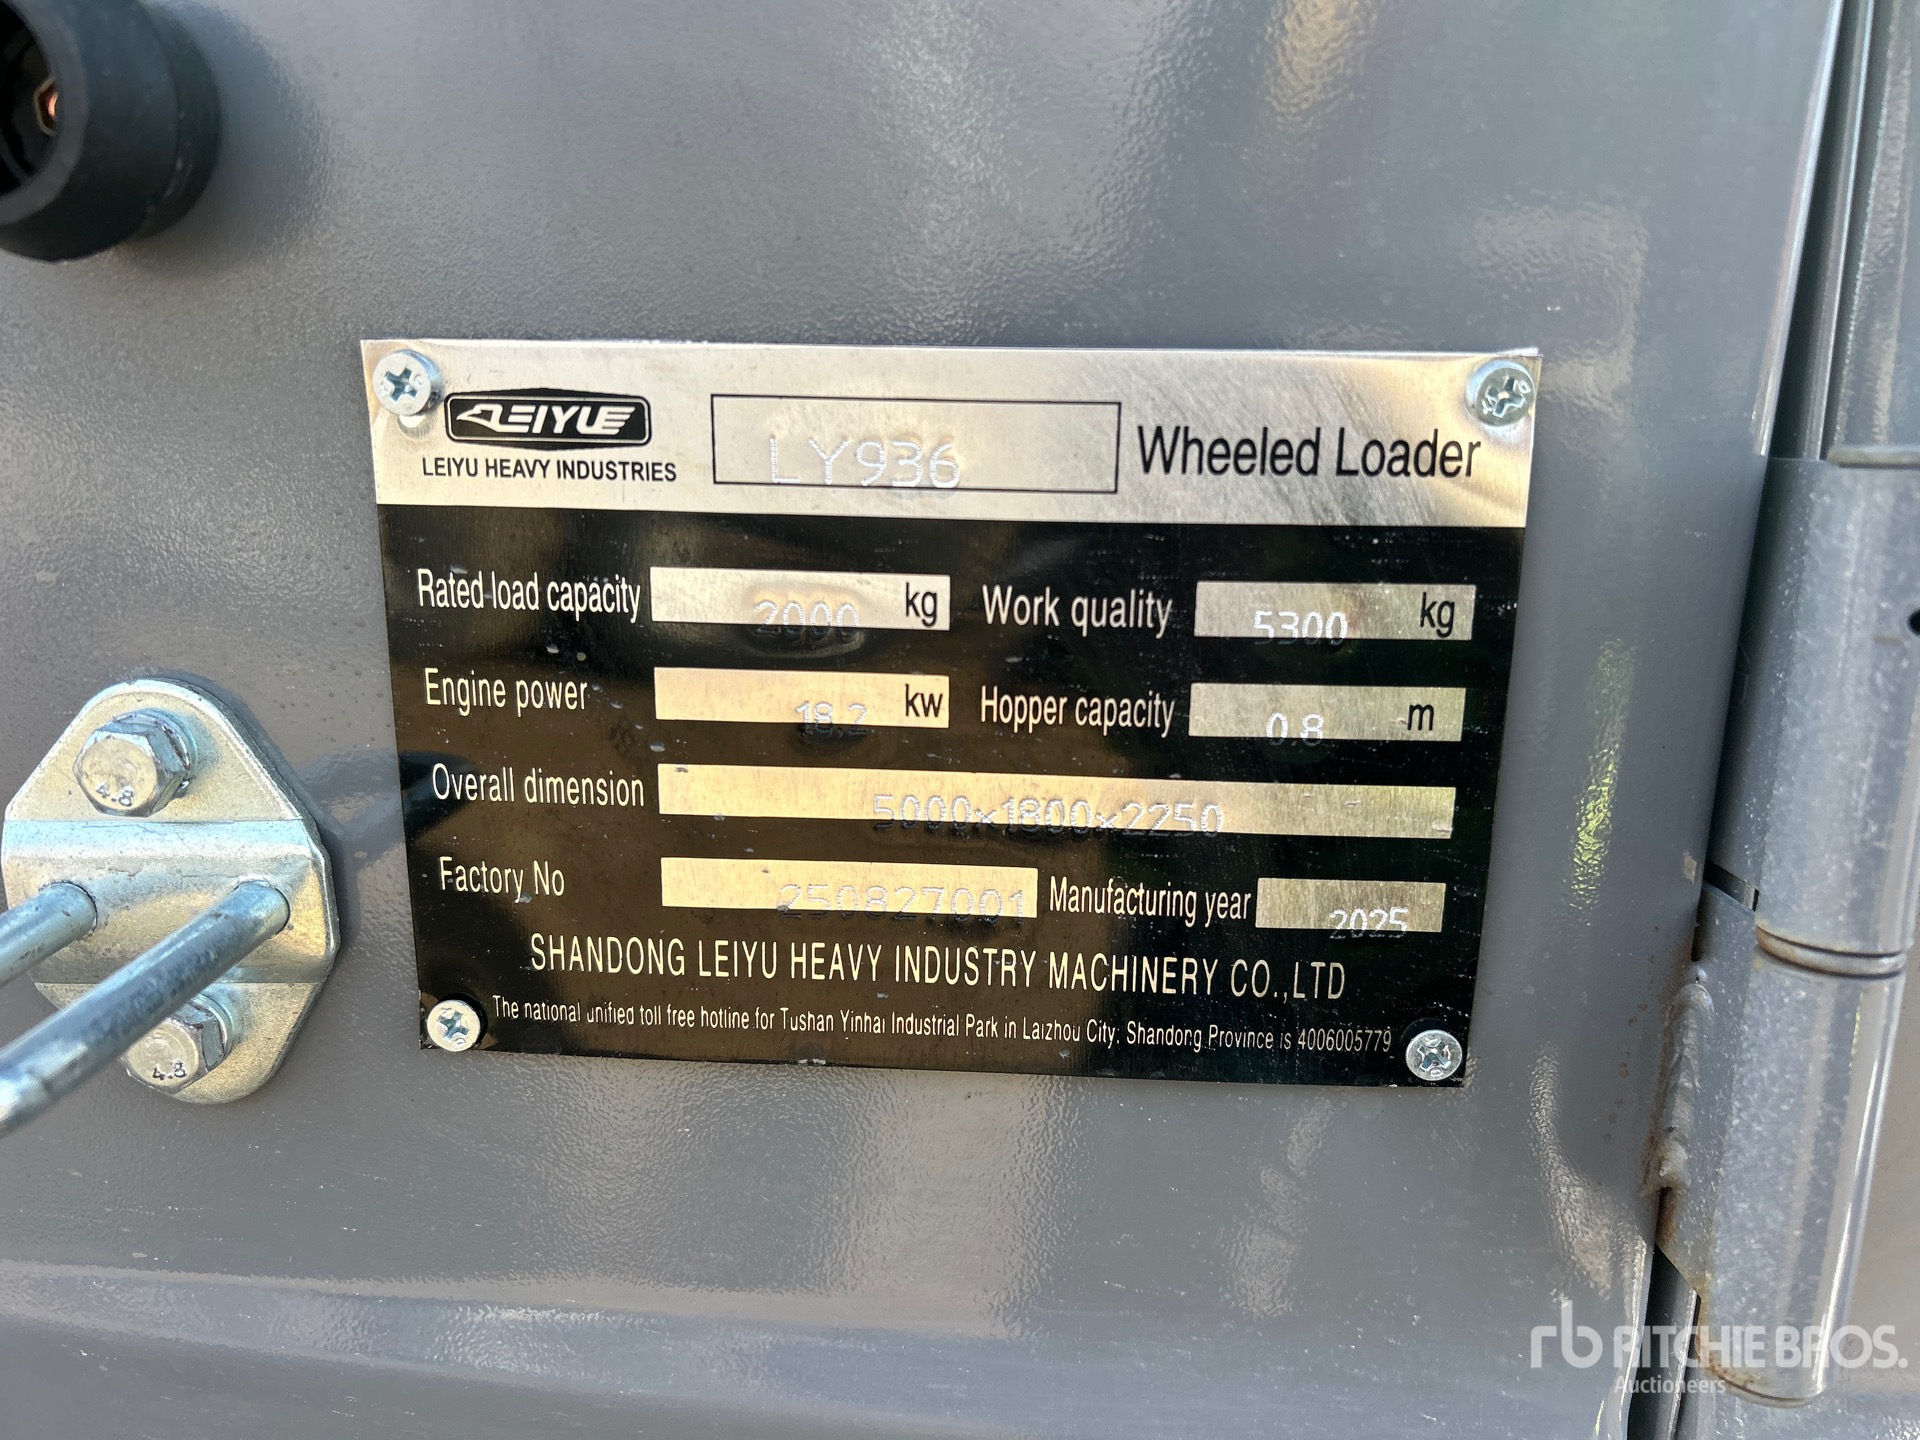 LEIYUE
LEIYU HEAVY INDUSTRIES
LY936
Wheeled Loader
Rated load capacity 2000 kg Work quality 5300 kg
Engine power 18.2 kw Hopper capacity 0.8 m
Overall dimension 5000×1800×2250
Factory No 250827001 Manufacturing year 2025
SHANDONG LEIYU HEAVY INDUSTRY MACHINERY CO.,LTD
The national unified toll free hotline for Tushan Yinhai Industrial Park in Laizhou City, Shandong Province is 4006005779
4.8
4.8
rb RITCHIE BROS.
Auctioneers